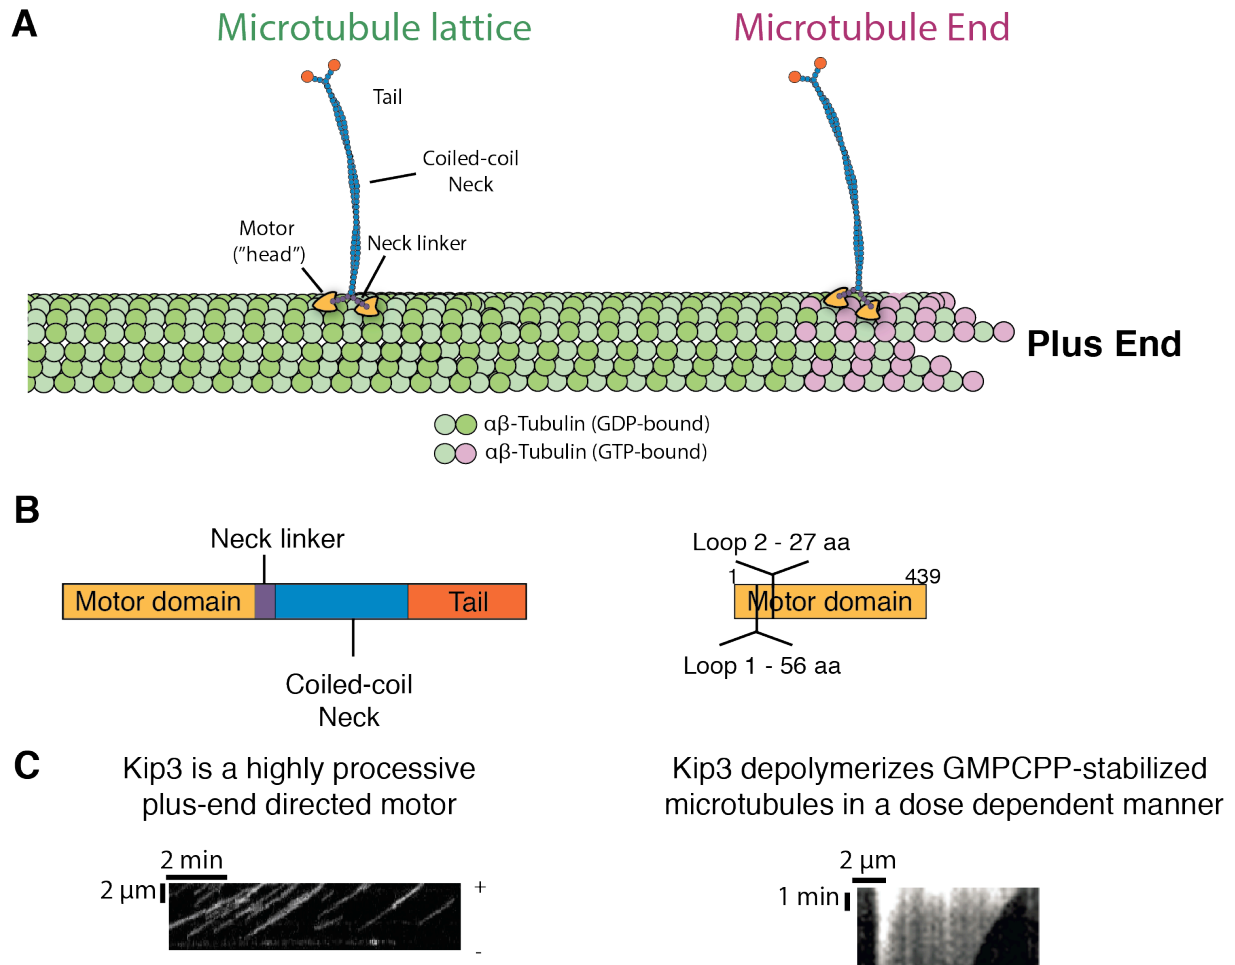 A
Microtubule lattice
Microtubule End
Tail
Coiled-coil
Neck
Motor
("head")
Neck linker
Plus End
αβ-Tubulin (GDP-bound)
αβ-Tubulin (GTP-bound)
B
Neck linker
Motor domain
Tail
Coiled-coil
Neck
Loop 2 - 27 aa
1
439
Motor domain
Loop 1 - 56 aa
C
Kip3 is a highly processive
plus-end directed motor
2 min
2 μm
+
-
Kip3 depolymerizes GMPCPP-stabilized
microtubules in a dose dependent manner
2 μm
1 min